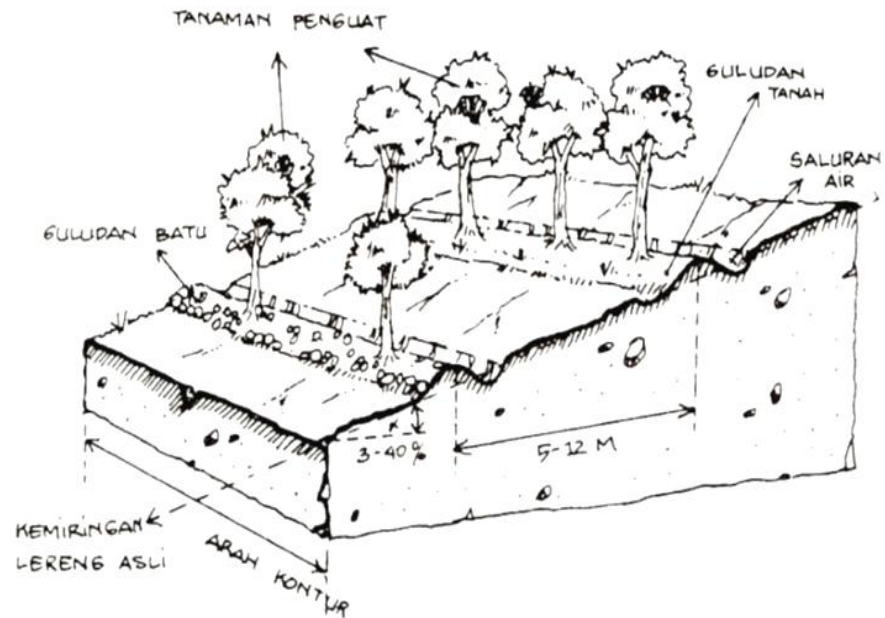 TANAMAN PENGUAT
GULUDAN
TANAH
SALURAN
AIR
GULUDAN BATU
3-40%
5-12 M
KEMIRINGAN
LERENG ASLI
ARAH KONTUR